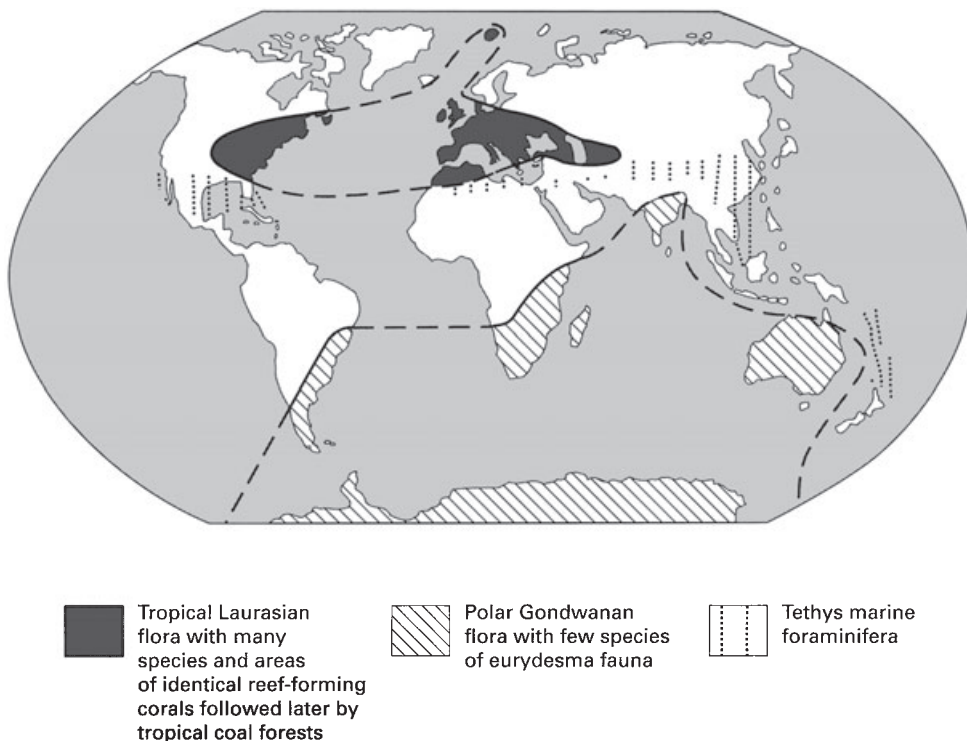 Tropical Laurasian
flora with many
species and areas
of identical reef-forming
corals followed later by
tropical coal forests
Polar Gondwanan
flora with few species
of eurydesma fauna
Tethys marine
foraminifera